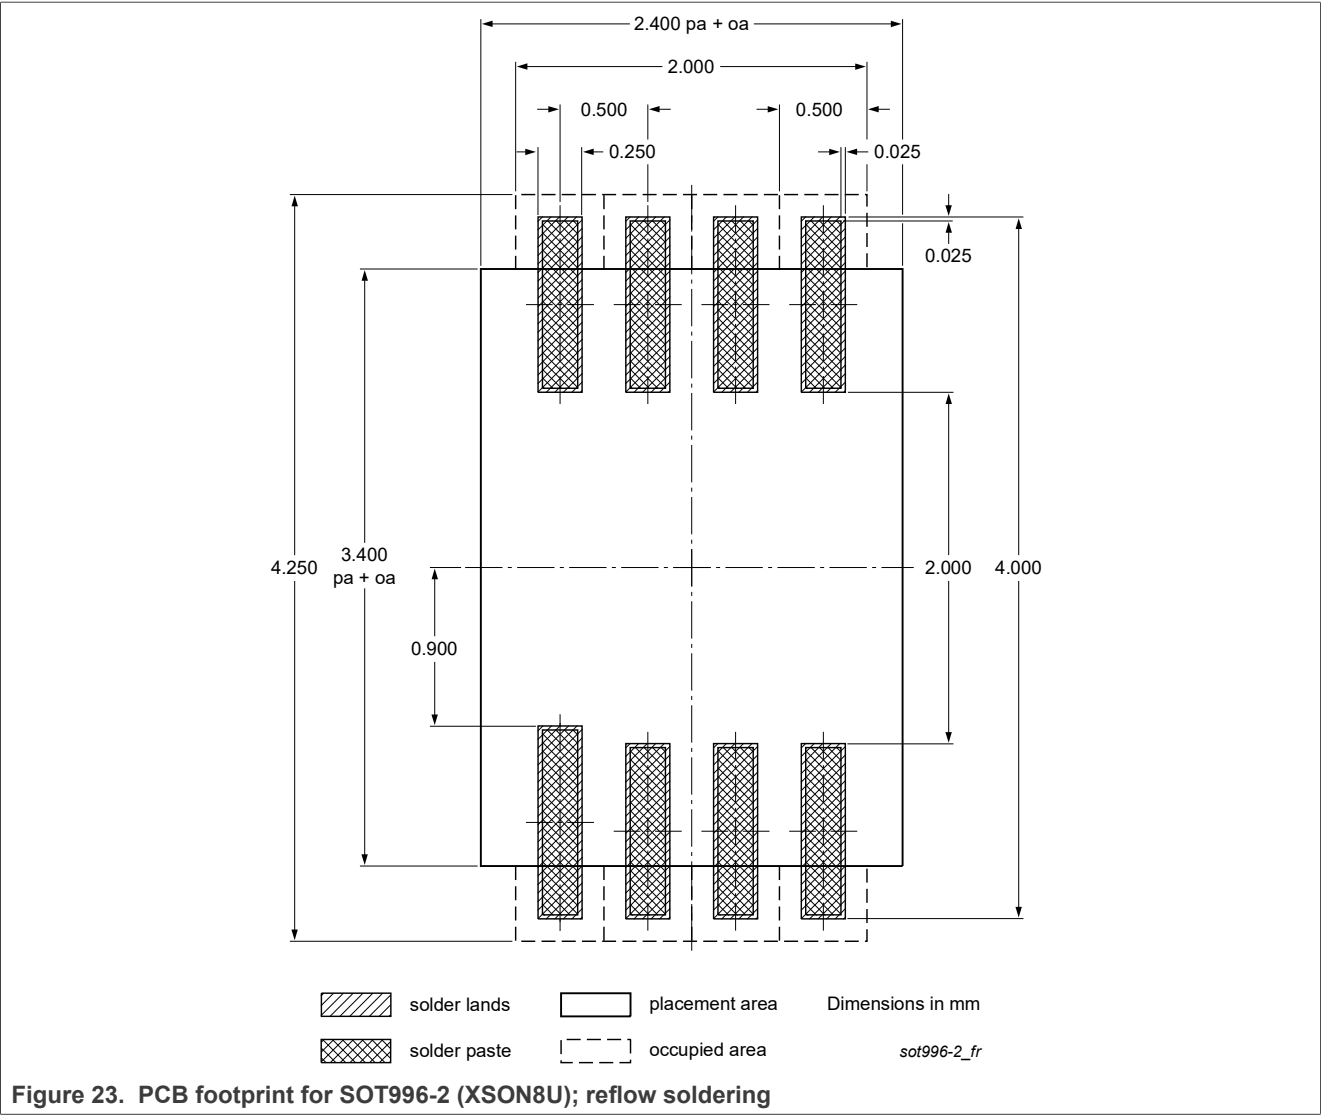 2.400 pa + oa
2.000
0.500
0.500
0.250
0.025
0.025
4.250
3.400
pa + oa
2.000
4.000
0.900
solder lands
placement area
Dimensions in mm
solder paste
occupied area
sot996-2_fr
Figure 23. PCB footprint for SOT996-2 (XSON8U); reflow soldering